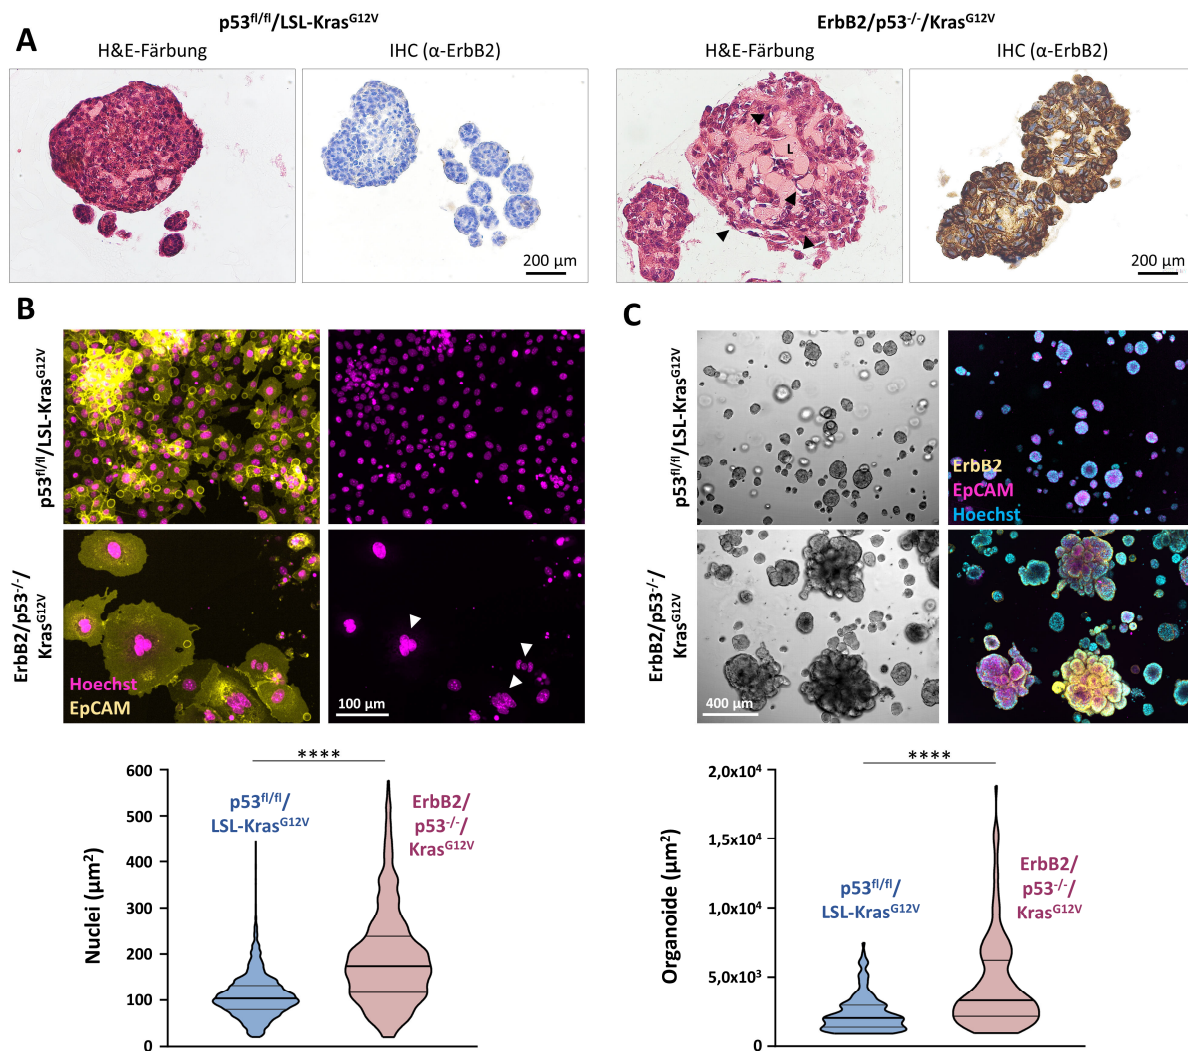 A
p53fl/fl/LSL-KrasG12V
ErbB2/p53-/-/KrasG12V
H&E-Färbung
IHC (α-ErbB2)
H&E-Färbung
IHC (α-ErbB2)
L
200 µm
200 µm
B
p53fl/fl/LSL-KrasG12V
ErbB2/p53-/-/
KrasG12V
Hoechst
EpCAM
100 µm
****
600
500
400
300
200
100
0
Nuclei (µm2)
p53fl/fl/
LSL-KrasG12V
ErbB2/
p53-/-/
KrasG12V
C
p53fl/fl/LSL-KrasG12V
ErbB2/p53-/-/
KrasG12V
ErbB2
EpCAM
Hoechst
400 µm
****
2,0x104
1,5x104
1,0x104
5,0x103
0
Organoide (µm2)
p53fl/fl/
LSL-KrasG12V
ErbB2/
p53-/-/
KrasG12V